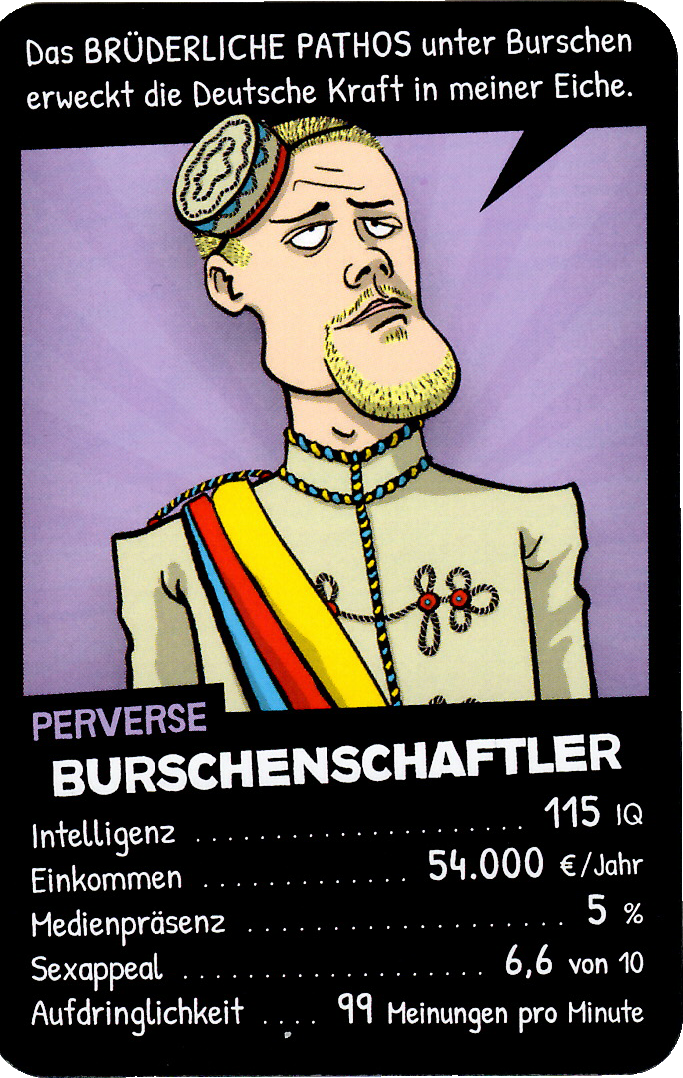 Das BRÜDERLICHE PATHOS unter Burschen
erweckt die Deutsche Kraft in meiner Eiche.
PERVERSE
BURSCHENSCHAFTLER
Intelligenz ..................... 115 IQ
Einkommen ............. 54.000 €/Jahr
Medienpräsenz .................... 5 %
Sexappeal ................... 6,6 von 10
Aufdringlichkeit .... 99 Meinungen pro Minute